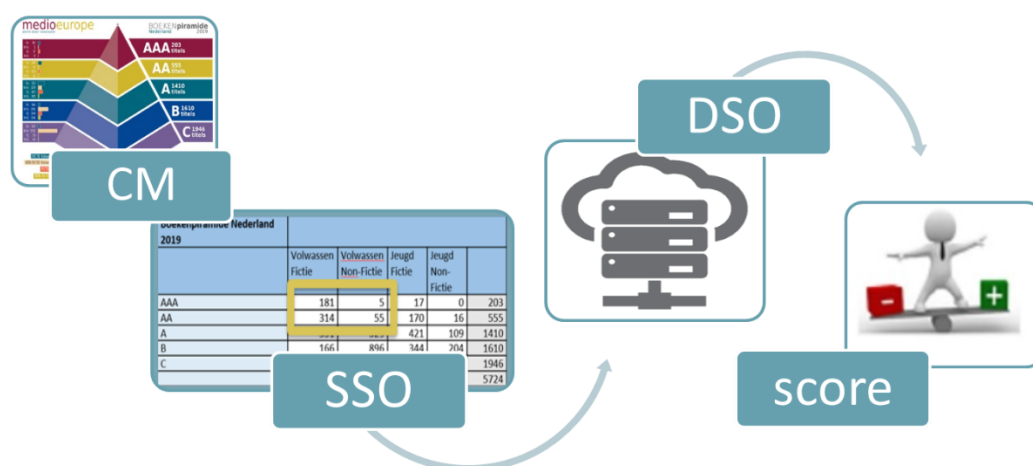 medioeurope
BOEKENpiramide
Nederland
2019
AAA 203 titels
AA 555 titels
A 1410 titels
B 1610 titels
C 1946 titels
CM
DSO
Boekenpiramide Nederland
2019
Volwassen Fictie
Volwassen Non-Fictie
Jeugd Fictie
Jeugd Non-Fictie
AAA 181 5 17 0 203
AA 314 55 170 16 555
A 421 109 1410
B 166 896 344 204 1610
C 1946
5724
SSO
-
+
score